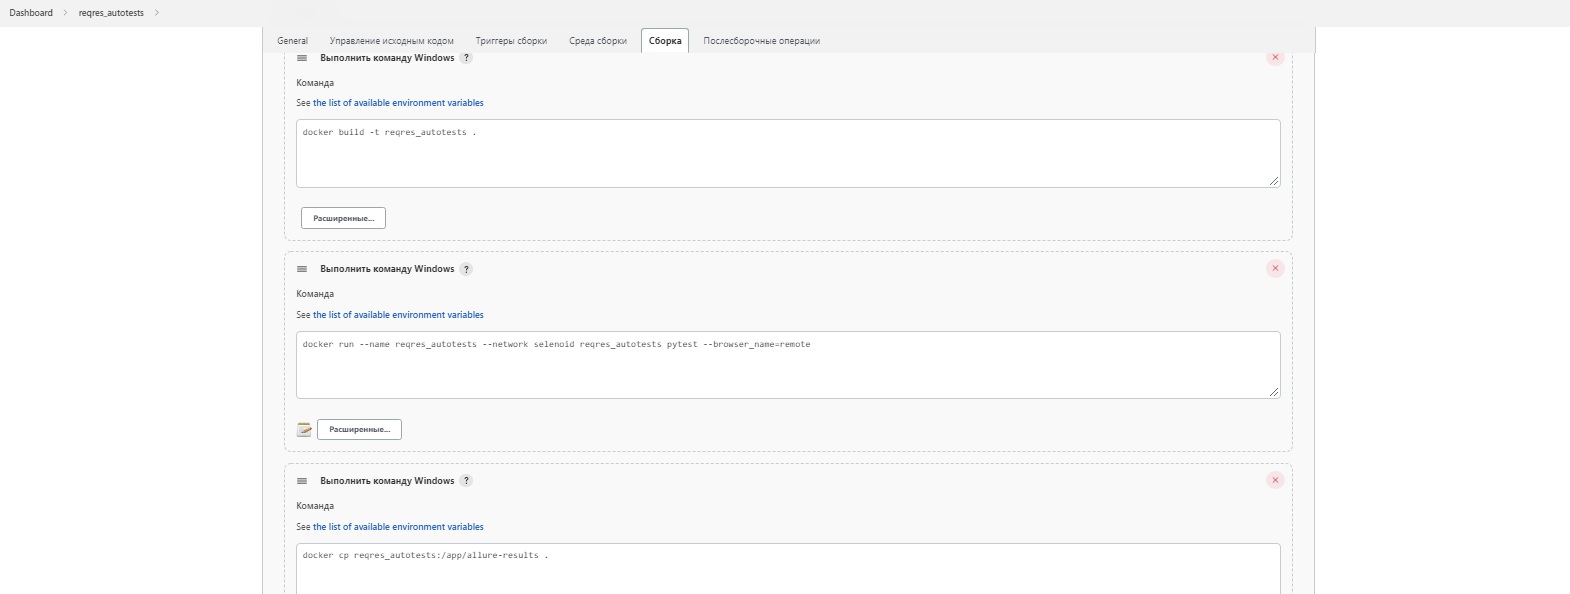 Dashboard
reqres_autotests
General Управление исходным кодом Триггеры сборки Среда сборки Сборка Послесборочные операции
Выполнить команду Windows ?
Команда
See the list of available environment variables
docker build -t reqres_autotests .
Расширенные...
Выполнить команду Windows ?
Команда
See the list of available environment variables
docker run --name reqres_autotests --network selenoid reqres_autotests pytest --browser_name=remote
Расширенные...
Выполнить команду Windows ?
Команда
See the list of available environment variables
docker cp reqres_autotests:/app/allure-results .